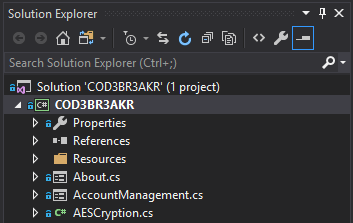 Solution Explorer
Search Solution Explorer (Ctrl+;)
Solution 'COD3BR3AKR' (1 project)
C# COD3BR3AKR
Properties
References
Resources
About.cs
AccountManagement.cs
C# AESCryption.cs